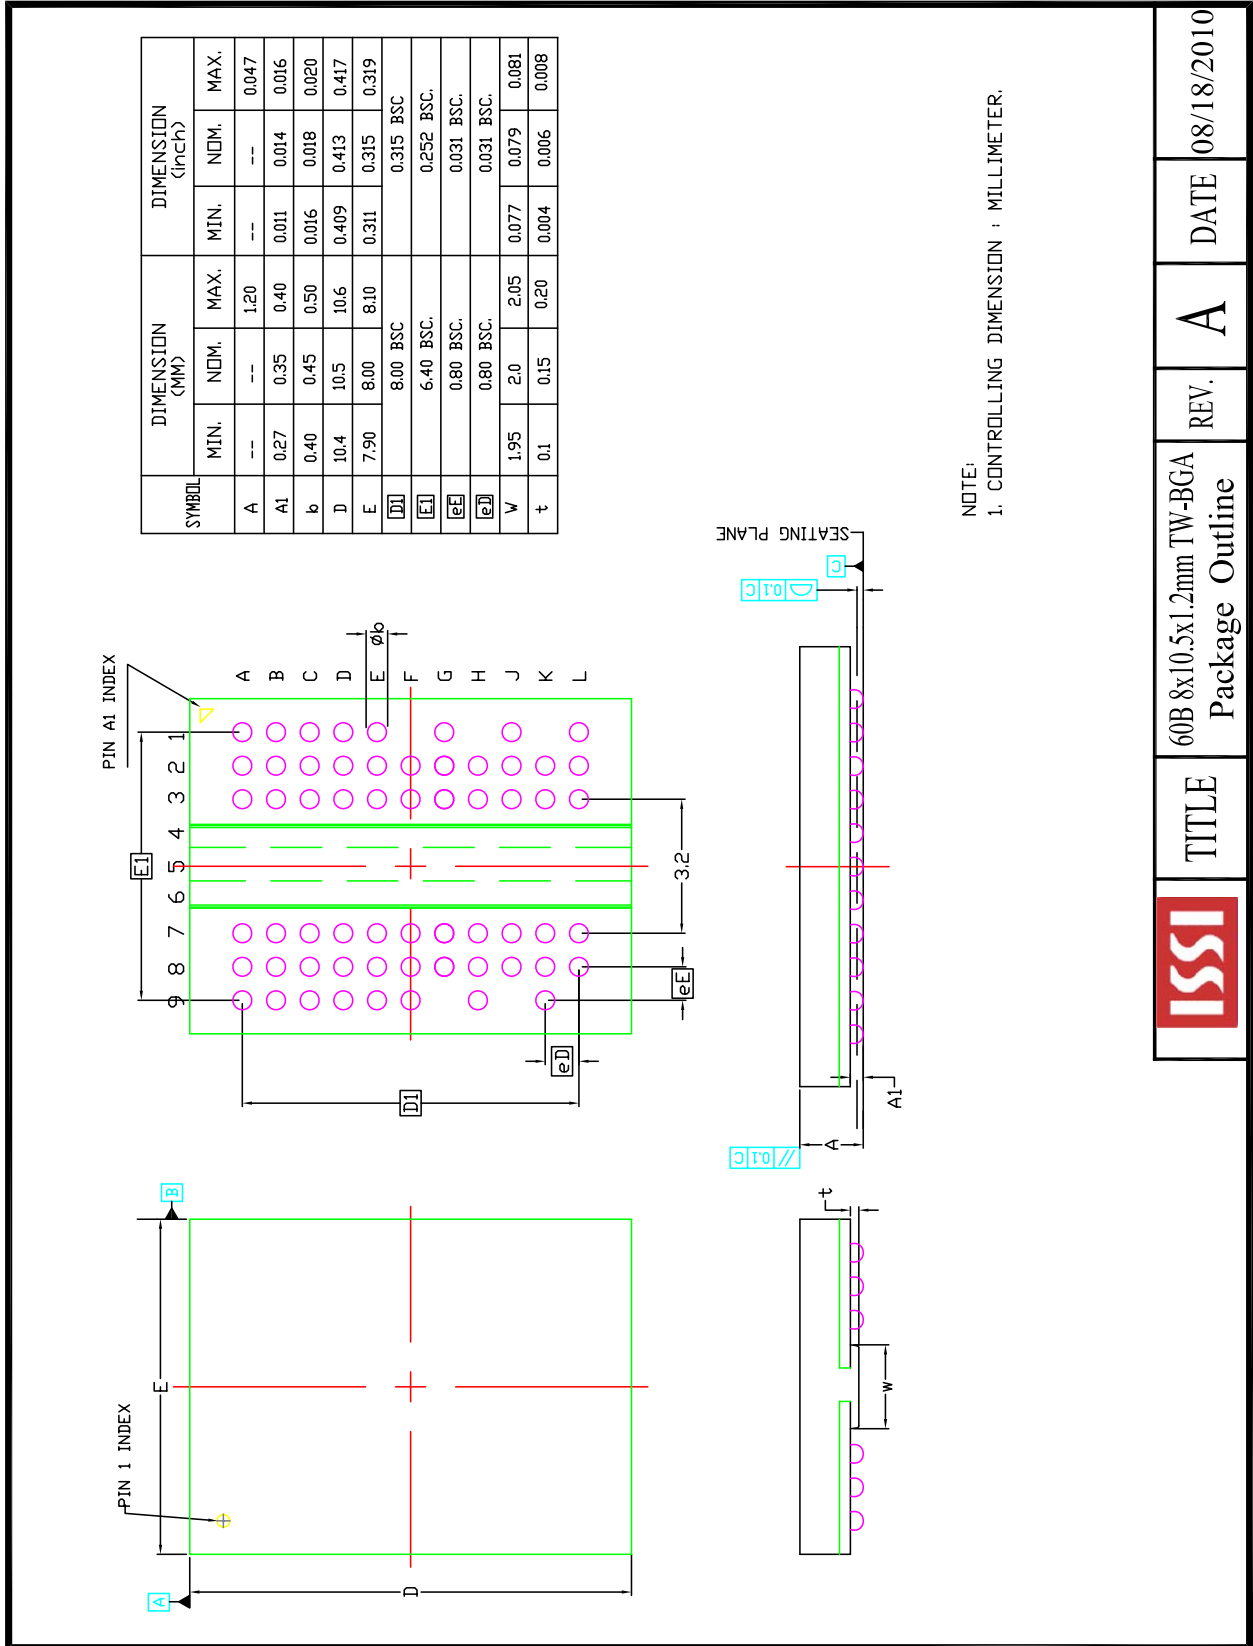 PIN 1 INDEX
E
A
B
D
PIN A1 INDEX
E1
1 2 3 4 5 6 7 8 9
A
B
C
D
E
F
G
H
J
K
L
øb
3.2
eE
eD
D1
SYMBOL
DIMENSION (MM)
DIMENSION (inch)
MIN. NOM. MAX. MIN. NOM. MAX.
A -- -- 1.20 -- -- 0.047
A1 0.27 0.35 0.40 0.011 0.014 0.016
b 0.40 0.45 0.50 0.016 0.018 0.020
D 10.4 10.5 10.6 0.409 0.413 0.417
E 7.90 8.00 8.10 0.311 0.315 0.319
D1 8.00 BSC 0.315 BSC
E1 6.40 BSC. 0.252 BSC.
eE 0.80 BSC. 0.031 BSC.
eD 0.80 BSC. 0.031 BSC.
W 1.95 2.0 2.05 0.077 0.079 0.081
t 0.1 0.15 0.20 0.004 0.006 0.008
t
w
// 0.1 C
A
A1
0.1 C
C
SEATING PLANE
NOTE:
1. CONTROLLING DIMENSION : MILLIMETER.
ISSI
TITLE
60B 8x10.5x1.2mm TW-BGA
Package Outline
REV.
A
DATE
08/18/2010